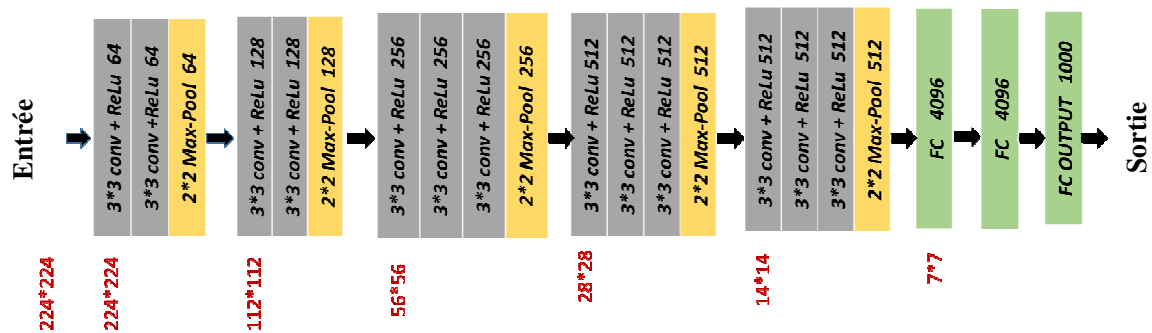 Entrée
224*224
3*3 conv + ReLu 64
3*3 conv +ReLu 64
2*2 Max-Pool 64
224*224
3*3 conv + ReLu 128
3*3 conv + ReLu 128
2*2 Max-Pool 128
112*112
3*3 conv + ReLu 256
3*3 conv + ReLu 256
3*3 conv + ReLu 256
2*2 Max-Pool 256
56*56
3*3 conv + ReLu 512
3*3 conv + ReLu 512
3*3 conv + ReLu 512
2*2 Max-Pool 512
28*28
3*3 conv + ReLu 512
3*3 conv + ReLu 512
3*3 conv + ReLu 512
2*2 Max-Pool 512
14*14
FC 4096
7*7
FC 4096
FC OUTPUT 1000
Sortie